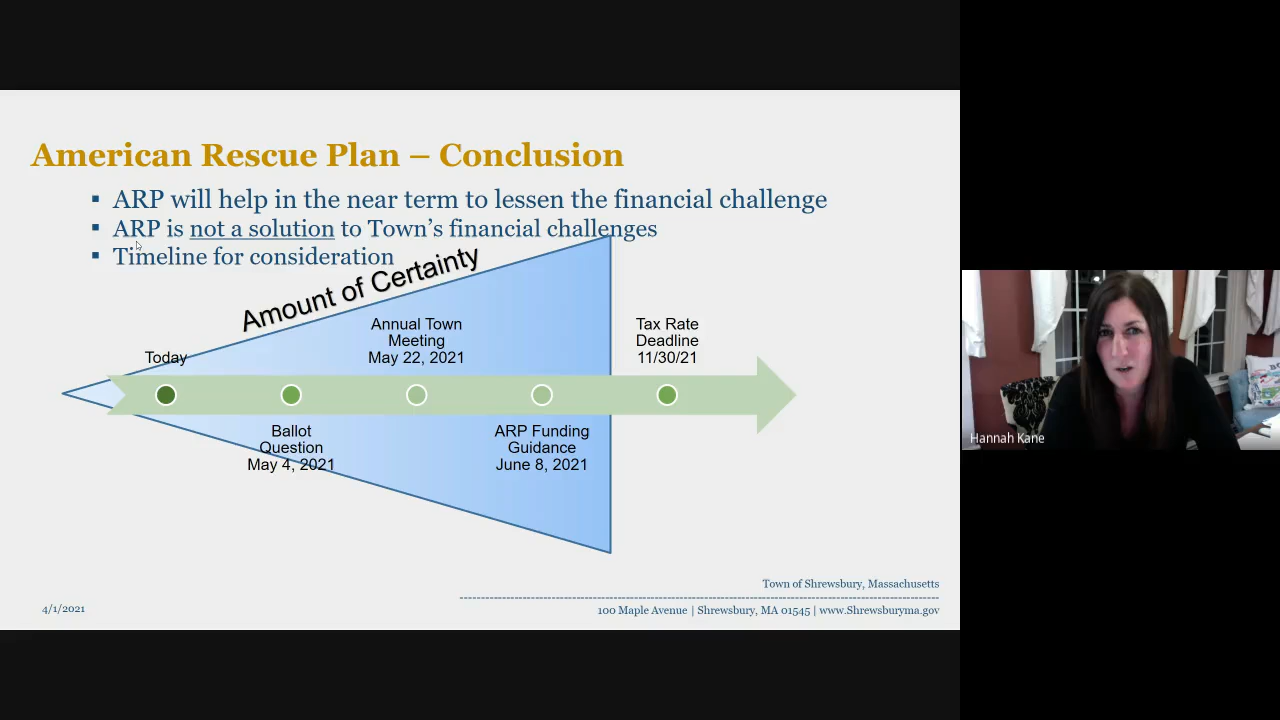 American Rescue Plan – Conclusion
▪ ARP will help in the near term to lessen the financial challenge
▪ ARP is not a solution to Town's financial challenges
▪ Timeline for consideration
Amount of Certainty
Today
Annual Town
Meeting
May 22, 2021
Tax Rate
Deadline
11/30/21
Ballot
Question
May 4, 2021
ARP Funding
Guidance
June 8, 2021
Hannah Kane
Town of Shrewsbury, Massachusetts
4/1/2021
100 Maple Avenue | Shrewsbury, MA 01545 | www.Shrewsburyma.gov